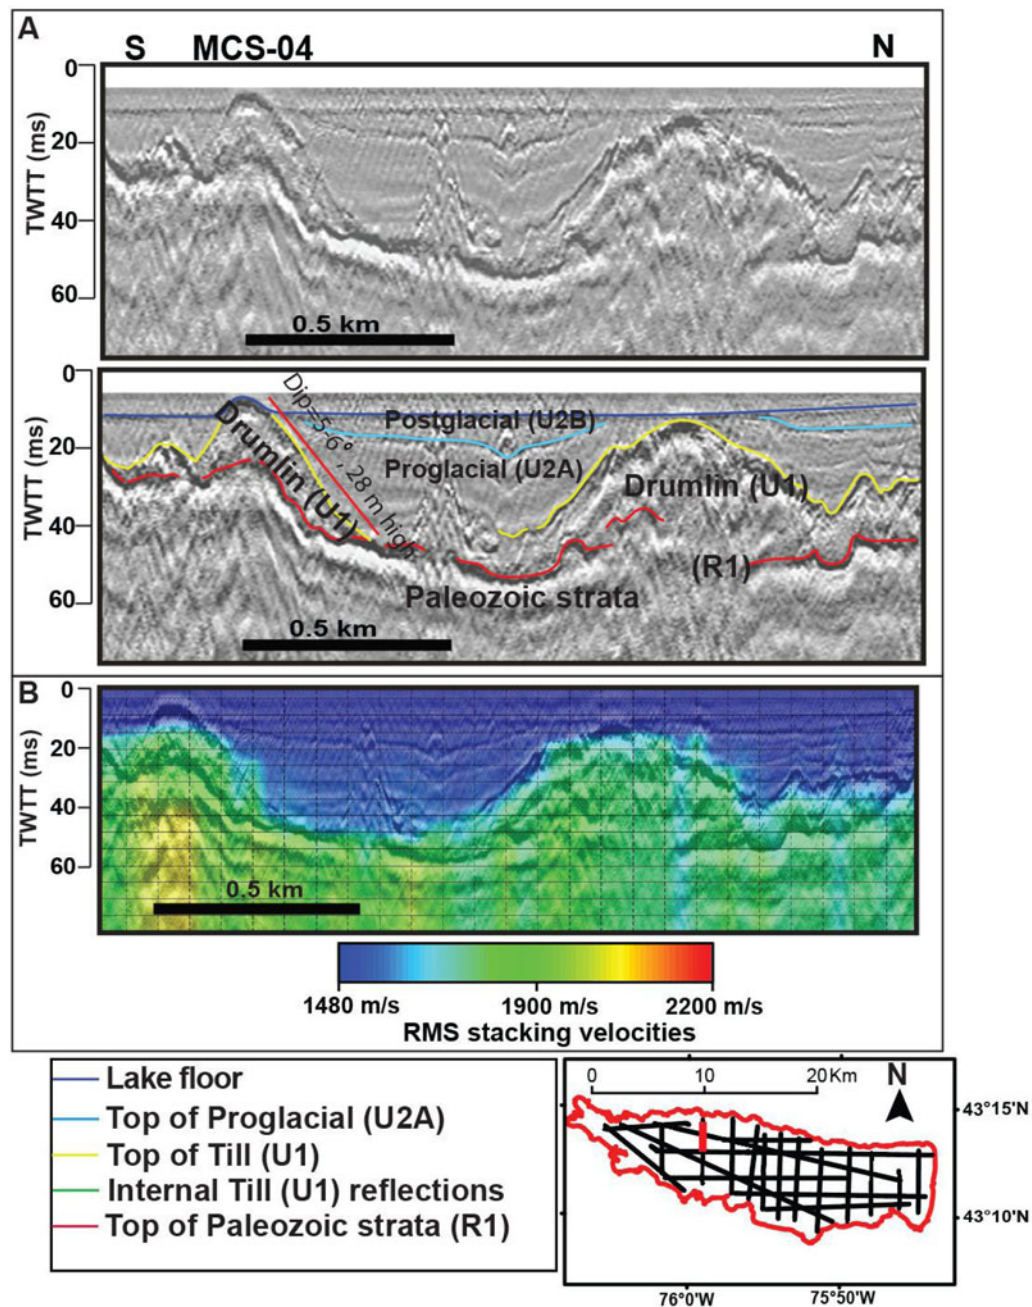 A
S MCS-04 N
0
20
40
60
TWTT (ms)
0.5 km
0
20
40
60
TWTT (ms)
Dip=5-6°, 28 m high
Postglacial (U2B)
Proglacial (U2A)
Drumlin (U1)
Drumlin (U1)
(R1)
Paleozoic strata
0.5 km
B
0
20
40
60
TWTT (ms)
0.5 km
1480 m/s 1900 m/s 2200 m/s
RMS stacking velocities
Lake floor
Top of Proglacial (U2A)
Top of Till (U1)
Internal Till (U1) reflections
Top of Paleozoic strata (R1)
0 10 20Km
N
43°15'N
43°10'N
76°0'W 75°50'W